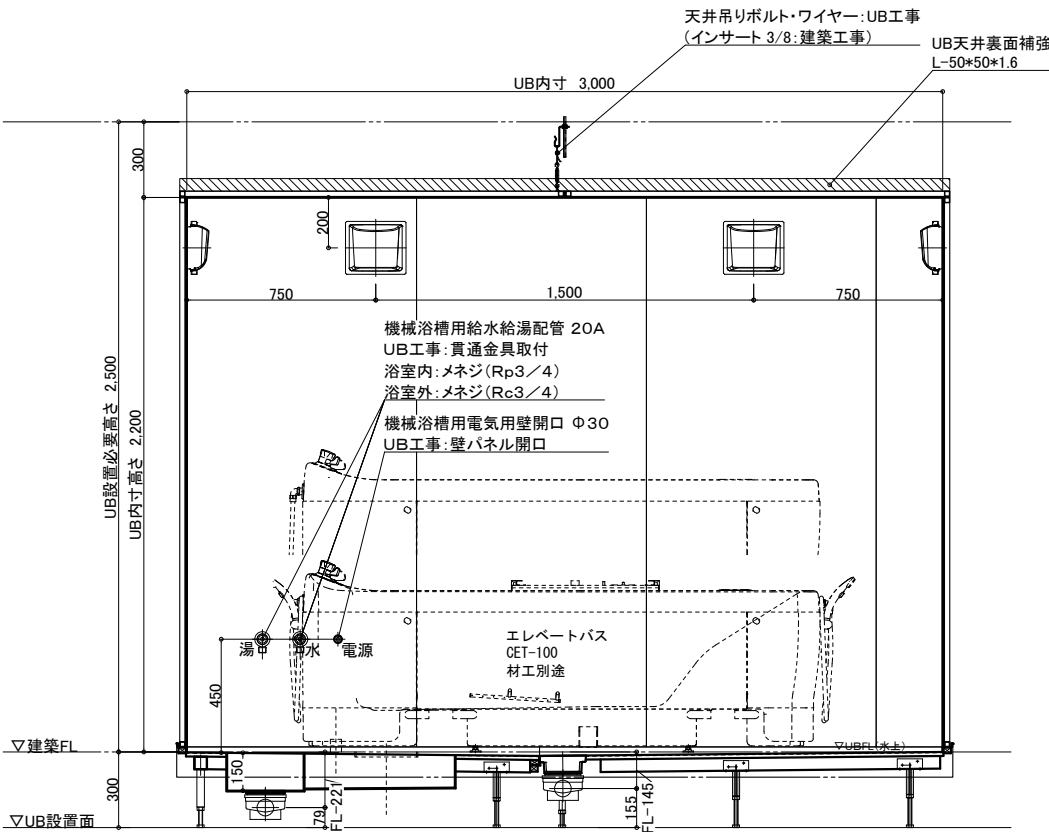 天井吊りボルト・ワイヤー：UB工事
(インサート 3/8：建築工事)
UB天井裏面補強
L-50*50*1.6
UB内寸 3,000
300
200
750
1,500
750
機械浴槽用給水給湯配管 20A
UB工事：貫通金具取付
浴室内：メネジ(Rp3／4)
浴室外：メネジ(Rc3／4)
機械浴槽用電気用壁開口 Φ30
UB工事：壁パネル開口
UB設置必要高さ 2,500
UB内寸高さ 2,200
湯
水
電源
エレベートバス
CET-100
材工別途
450
▽建築FL
▽UBFL(水上)
150
300
79
FL-221
155
FL-145
▽UB設置面